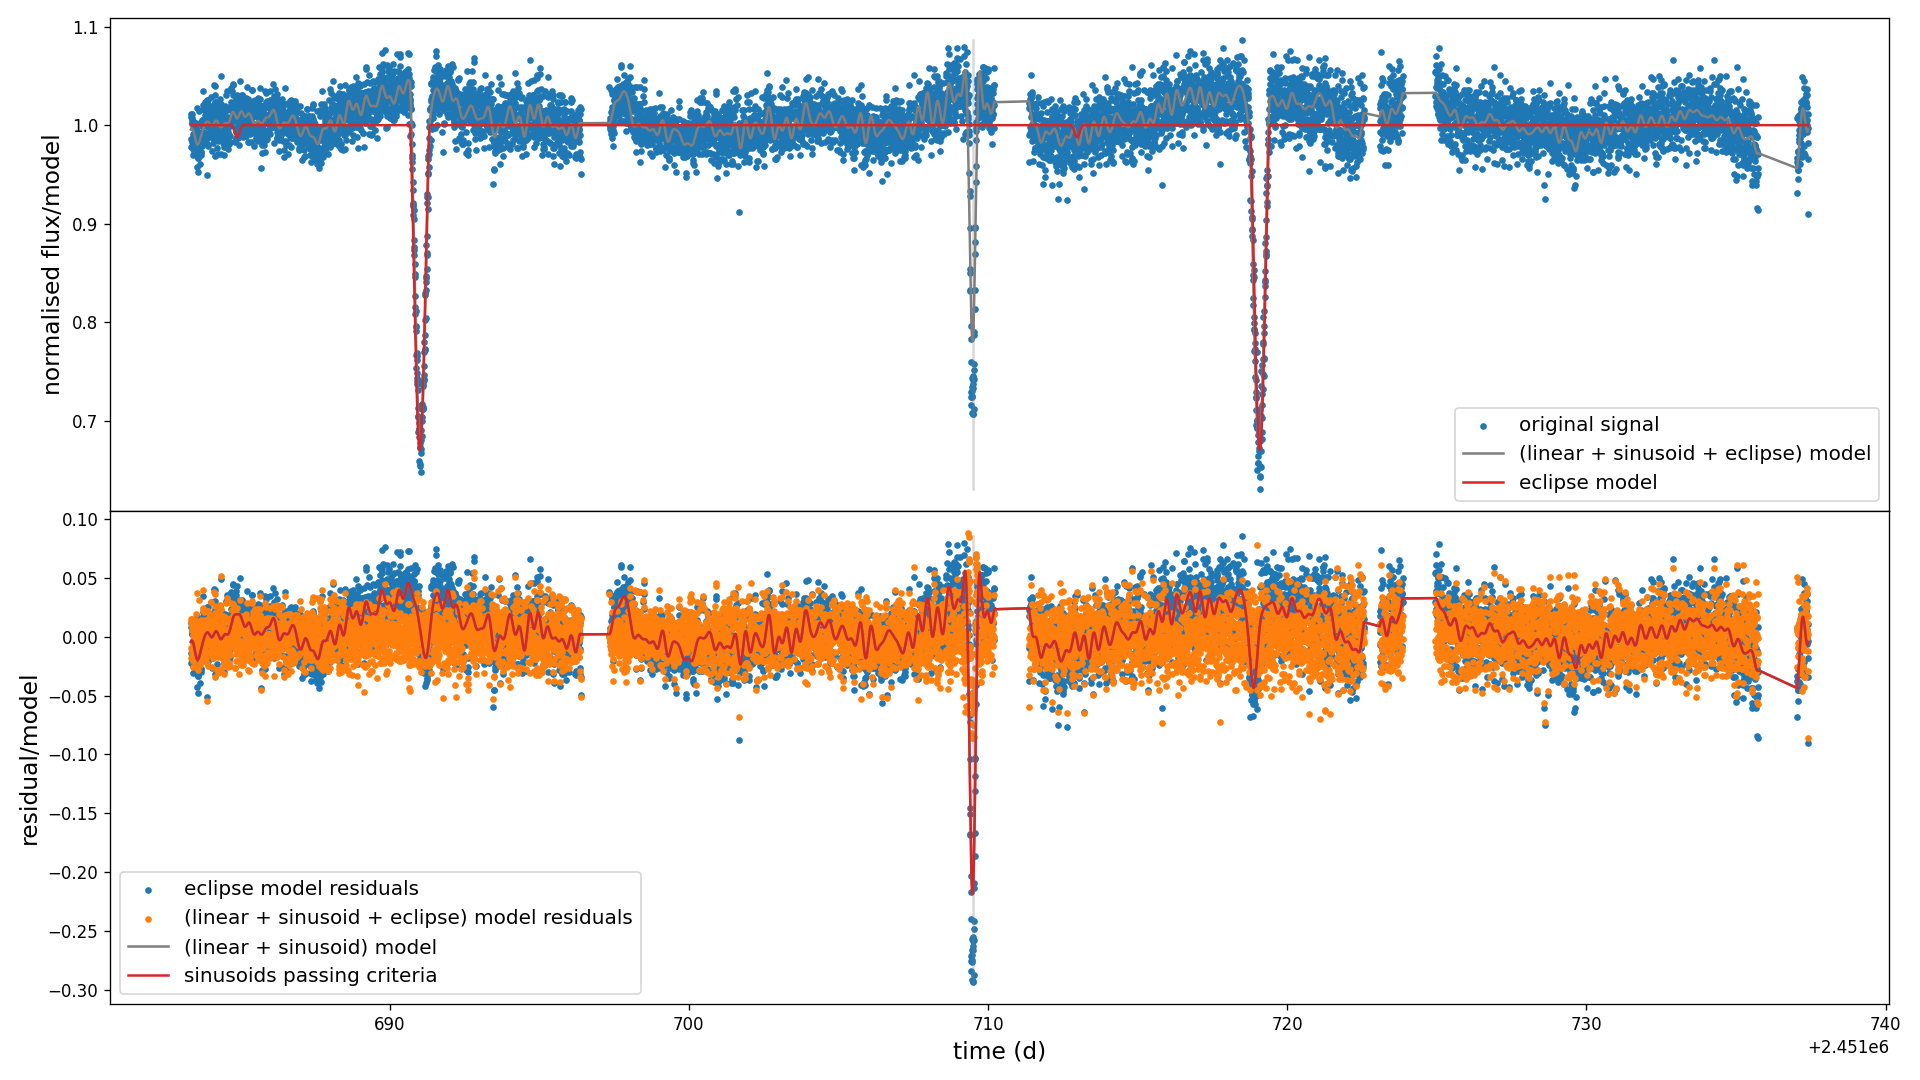 1.1
1.0
0.9
0.8
0.7
normalised flux/model
original signal
(linear + sinusoid + eclipse) model
eclipse model
0.10
0.05
0.00
−0.05
−0.10
−0.15
−0.20
−0.25
−0.30
residual/model
eclipse model residuals
(linear + sinusoid + eclipse) model residuals
(linear + sinusoid) model
sinusoids passing criteria
690 700 710 720 730 740
time (d)
+2.451e6